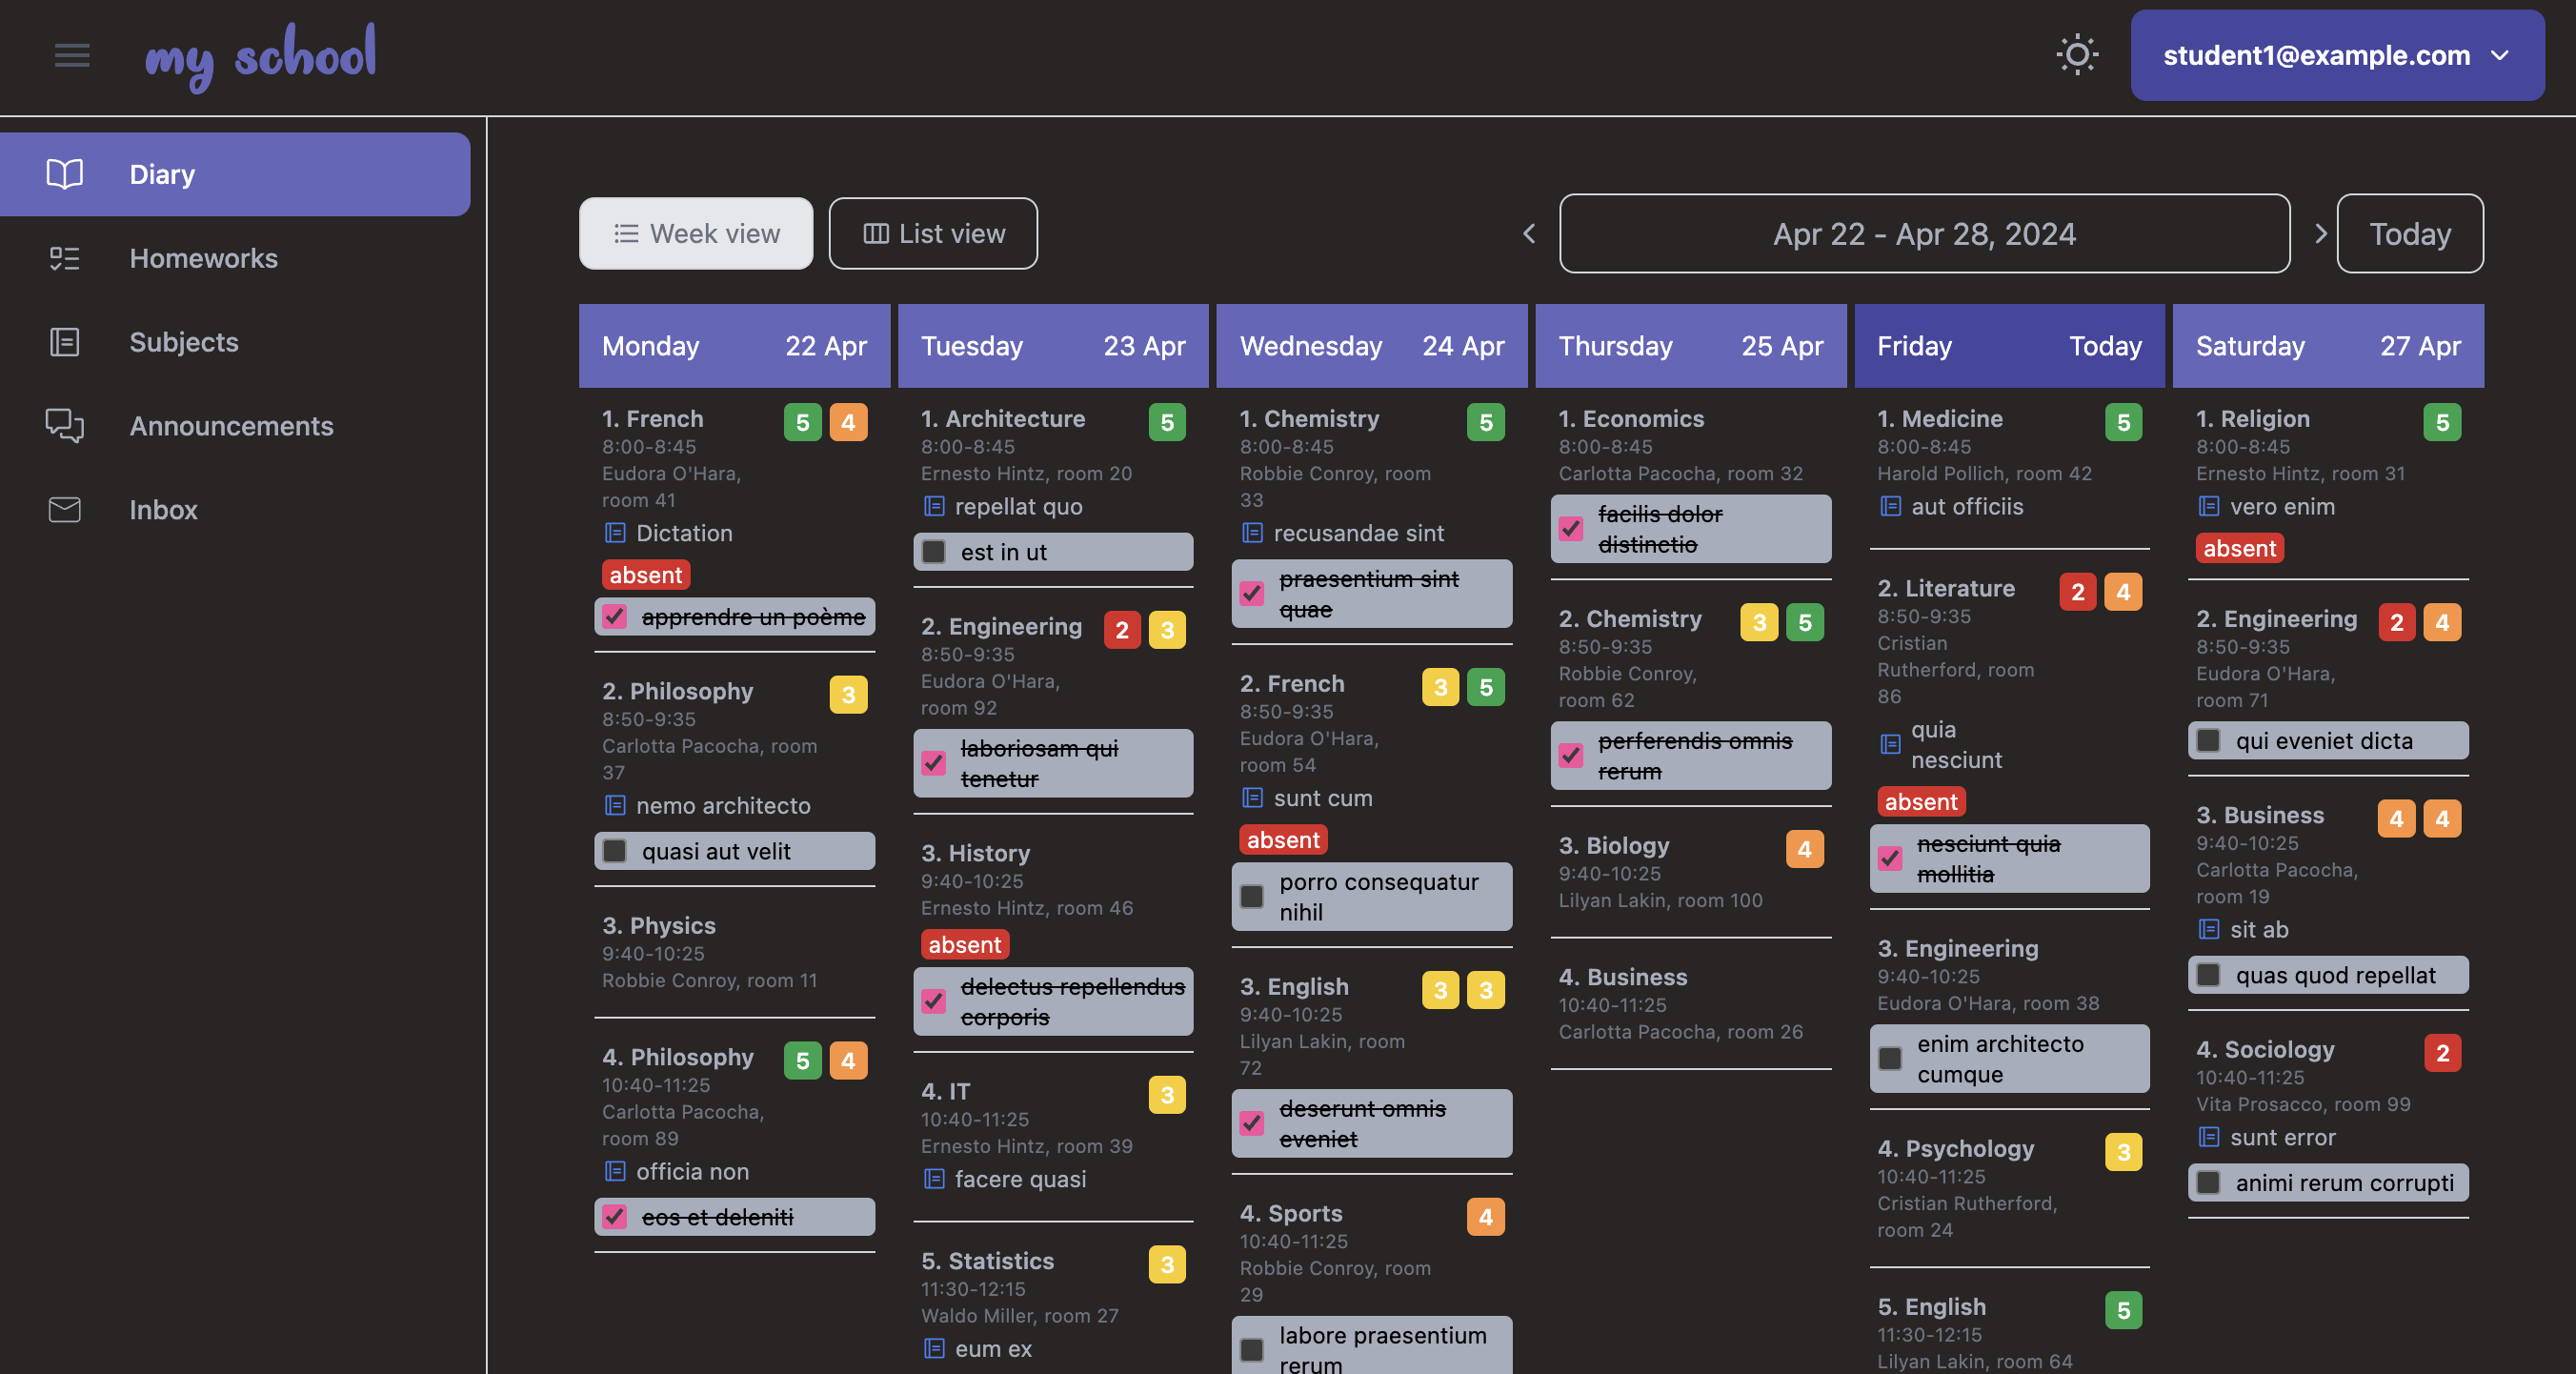 my school
student1@example.com
Diary
Homeworks
Subjects
Announcements
Inbox
Week view
List view
Apr 22 - Apr 28, 2024
Today
Monday 22 Apr
1. French 5 4
8:00-8:45
Eudora O'Hara,
room 41
Dictation
absent
apprendre un poème
2. Philosophy 3
8:50-9:35
Carlotta Pacocha, room
37
nemo architecto
quasi aut velit
3. Physics
9:40-10:25
Robbie Conroy, room 11
4. Philosophy 5 4
10:40-11:25
Carlotta Pacocha,
room 89
officia non
eos et deleniti
Tuesday 23 Apr
1. Architecture 5
8:00-8:45
Ernesto Hintz, room 20
repellat quo
est in ut
2. Engineering 2 3
8:50-9:35
Eudora O'Hara,
room 92
laboriosam qui
tenetur
3. History
9:40-10:25
Ernesto Hintz, room 46
absent
delectus repellendus
corporis
4. IT 3
10:40-11:25
Ernesto Hintz, room 39
facere quasi
5. Statistics 3
11:30-12:15
Waldo Miller, room 27
eum ex
Wednesday 24 Apr
1. Chemistry 5
8:00-8:45
Robbie Conroy, room
33
recusandae sint
praesentium sint
quae
2. French 3 5
8:50-9:35
Eudora O'Hara,
room 54
sunt cum
absent
porro consequatur
nihil
3. English 3 3
9:40-10:25
Lilyan Lakin, room
72
deserunt omnis
eveniet
4. Sports 4
10:40-11:25
Robbie Conroy, room
29
labore praesentium
rerum
Thursday 25 Apr
1. Economics
8:00-8:45
Carlotta Pacocha, room 32
facilis dolor
distinctio
2. Chemistry 3 5
8:50-9:35
Robbie Conroy,
room 62
perferendis omnis
rerum
3. Biology 4
9:40-10:25
Lilyan Lakin, room 100
4. Business
10:40-11:25
Carlotta Pacocha, room 26
Friday Today
1. Medicine 5
8:00-8:45
Harold Pollich, room 42
aut officiis
2. Literature 2 4
8:50-9:35
Cristian
Rutherford, room
86
quia
nesciunt
absent
nesciunt quia
mollitia
3. Engineering
9:40-10:25
Eudora O'Hara, room 38
enim architecto
cumque
4. Psychology 3
10:40-11:25
Cristian Rutherford,
room 24
5. English 5
11:30-12:15
Lilyan Lakin, room 64
Saturday 27 Apr
1. Religion 5
8:00-8:45
Ernesto Hintz, room 31
vero enim
absent
2. Engineering 2 4
8:50-9:35
Eudora O'Hara,
room 71
qui eveniet dicta
3. Business 4 4
9:40-10:25
Carlotta Pacocha,
room 19
sit ab
quas quod repellat
4. Sociology 2
10:40-11:25
Vita Prosacco, room 99
sunt error
animi rerum corrupti